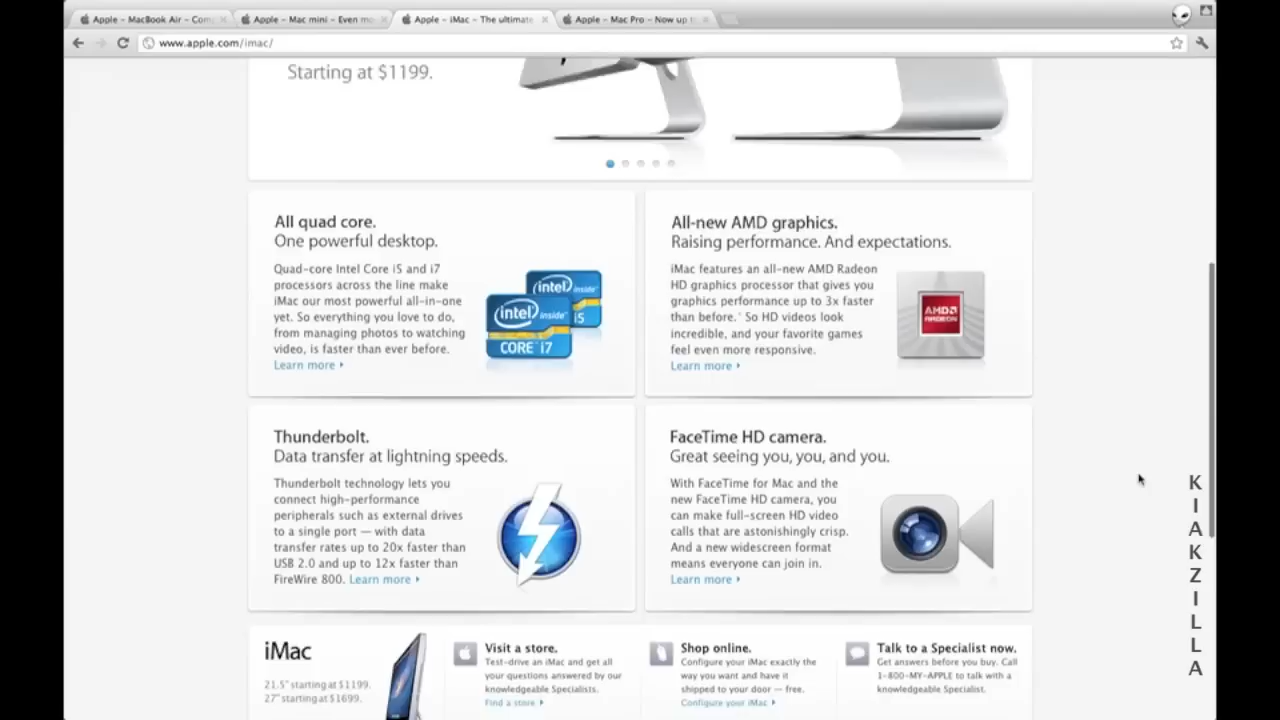 Apple – MacBook Air – Com
Apple – Mac mini – Even mo
Apple – iMac – The ultimate
Apple – Mac Pro – Now up t
www.apple.com/imac/
Starting at $1199.
All quad core.
One powerful desktop.
Quad-core Intel Core i5 and i7
processors across the line make
iMac our most powerful all-in-one
yet. So everything you love to do,
from managing photos to watching
video, is faster than ever before.
Learn more
intel inside
i5
intel inside
CORE i7
All-new AMD graphics.
Raising performance. And expectations.
iMac features an all-new AMD Radeon
HD graphics processor that gives you
graphics performance up to 3x faster
than before. So HD videos look
incredible, and your favorite games
feel even more responsive.
Learn more
AMD
RADEON
Thunderbolt.
Data transfer at lightning speeds.
Thunderbolt technology lets you
connect high-performance
peripherals such as external drives
to a single port — with data
transfer rates up to 20x faster than
USB 2.0 and up to 12x faster than
FireWire 800. Learn more
FaceTime HD camera.
Great seeing you, you, and you.
With FaceTime for Mac and the
new FaceTime HD camera, you
can make full-screen HD video
calls that are astonishingly crisp.
And a new widescreen format
means everyone can join in.
Learn more
iMac
21.5" starting at $1199.
27" starting at $1699.
Visit a store.
Test-drive an iMac and get all
your questions answered by our
knowledgeable Specialists.
Find a store
Shop online.
Configure your iMac exactly the
way you want and have it
shipped to your door — free.
Configure your iMac
Talk to a Specialist now.
Get answers before you buy. Call
1-800-MY-APPLE to talk with a
knowledgeable Specialist.
KIAKZILLA